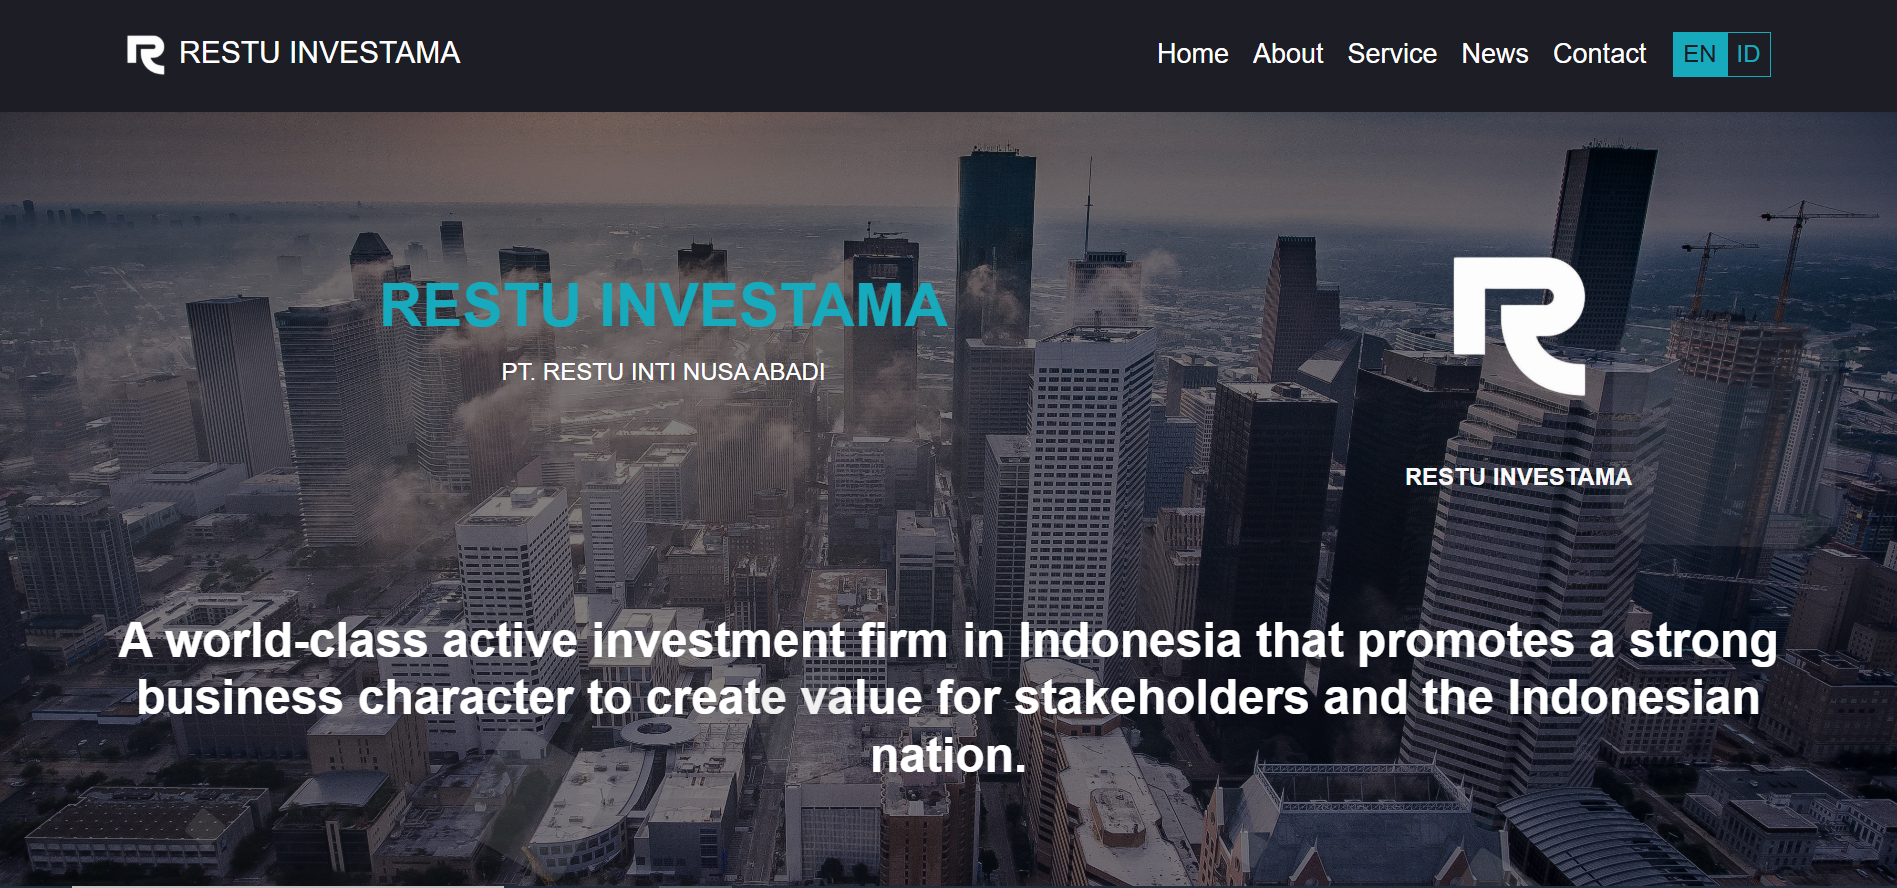 RESTU INVESTAMA
Home About Service News Contact EN ID
RESTU INVESTAMA
PT. RESTU INTI NUSA ABADI
RESTU INVESTAMA
A world-class active investment firm in Indonesia that promotes a strong
business character to create value for stakeholders and the Indonesian
nation.